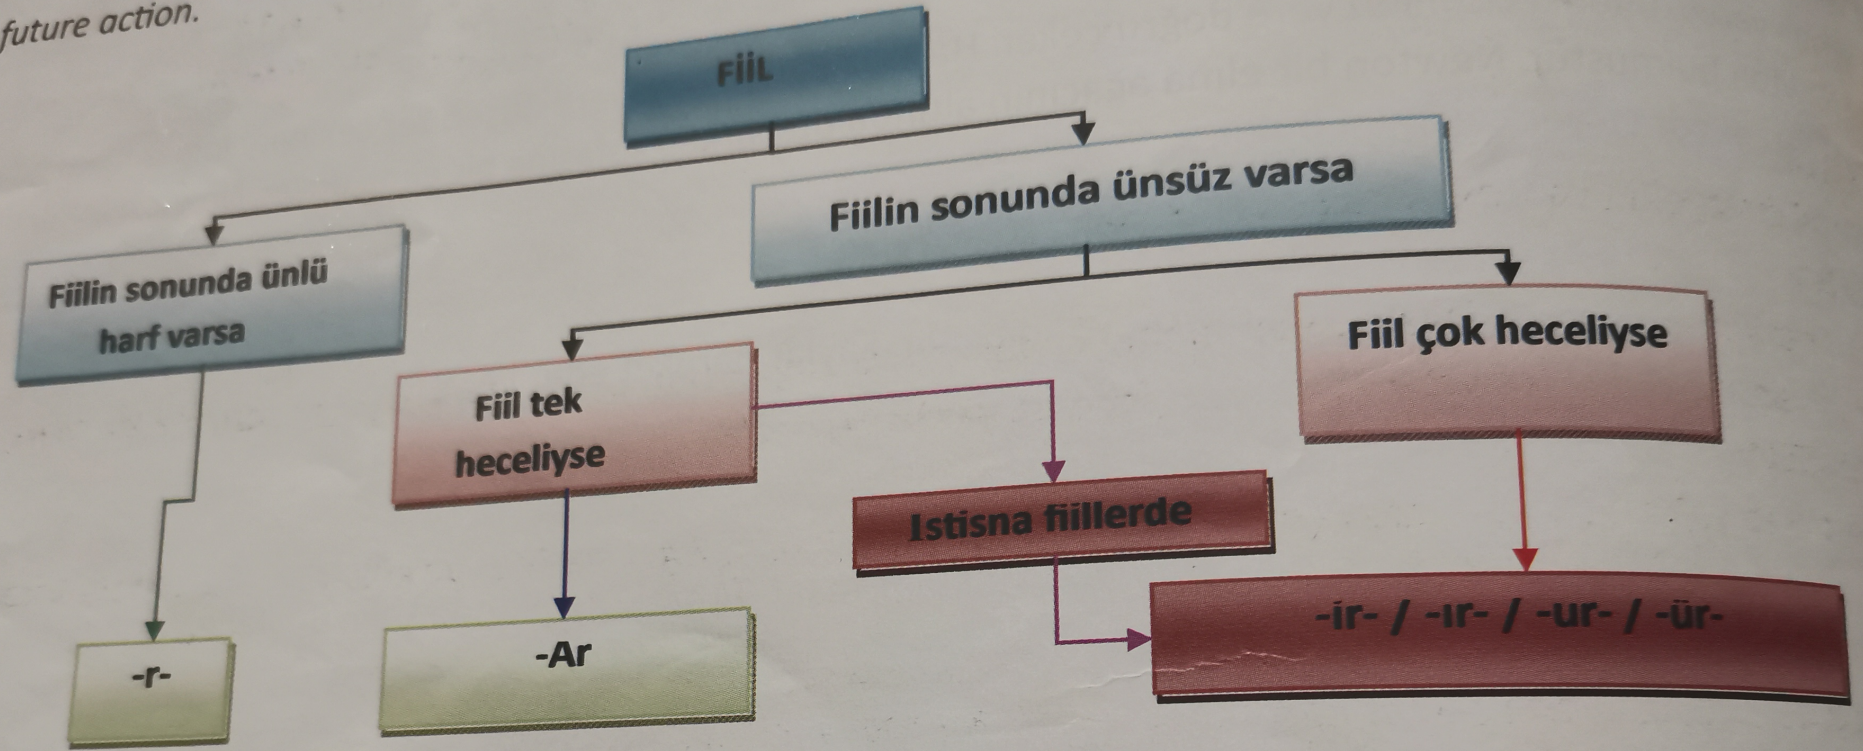 future action.
FİİL
Fiilin sonunda ünsüz varsa
Fiilin sonunda ünlü
harf varsa
Fiil tek
heceliyse
Fiil çok heceliyse
Istisna fiillerde
-r-
-Ar
-ir- / -ır- / -ur- / -ür-